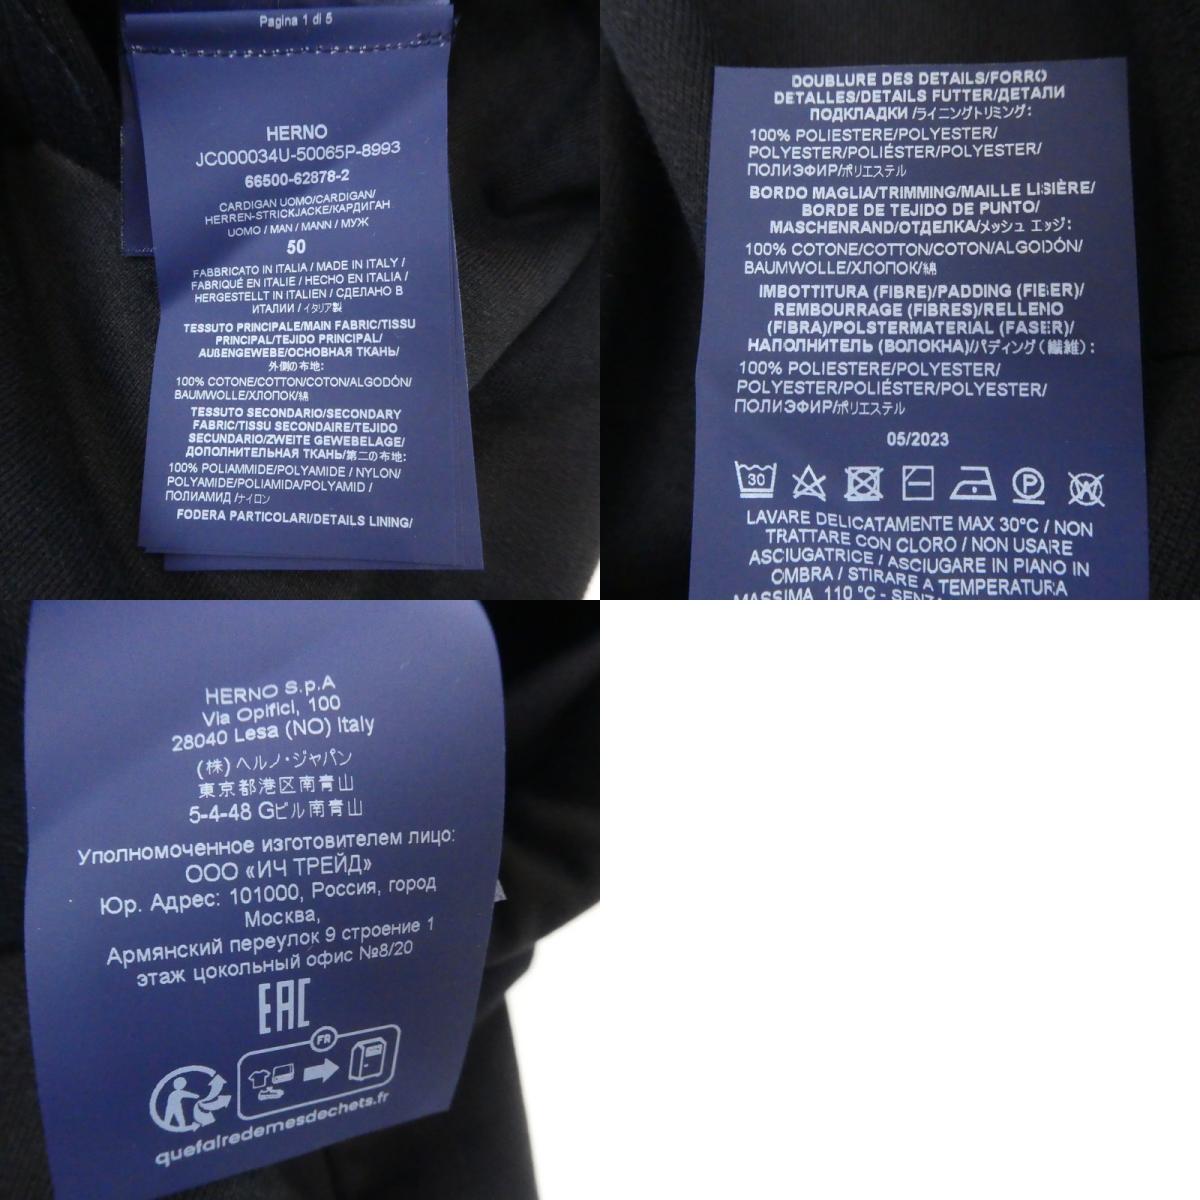 Pagina 1 di 5
HERNO
JC000034U-50065P-8993
66500-62878-2
CARDIGAN UOMO/CARDIGAN/
HERREN-STRICKJACKE/КАРДИГАН
UOMO / MAN / MANN / МУЖ
50
FABBRICATO IN ITALIA / MADE IN ITALY /
FABRIQUÉ EN ITALIE / HECHO EN ITALIA /
HERGESTELLT IN ITALIEN / СДЕЛАНО В
ИТАЛИИ / イタリア製
TESSUTO PRINCIPALE/MAIN FABRIC/TISSU
PRINCIPAL/TEJIDO PRINCIPAL/
AUßENGEWEBE/ОСНОВНАЯ ТКАНЬ/
外側の布地:
100% COTONE/COTTON/COTON/ALGODÓN/
BAUMWOLLE/ХЛОПОК/綿
TESSUTO SECONDARIO/SECONDARY
FABRIC/TISSU SECONDAIRE/TEJIDO
SECUNDARIO/ZWEITE GEWEBELAGE/
ДОПОЛНИТЕЛЬНАЯ ТКАНЬ/第二の布地:
100% POLIAMMIDE/POLYAMIDE / NYLON/
POLYAMIDE/POLIAMIDA/POLYAMID /
ПОЛИАМИД /ナイロン
FODERA PARTICOLARI/DETAILS LINING/
DOUBLURE DES DETAILS/FORRO
DETALLES/DETAILS FUTTER/ДЕТАЛИ
ПОДКЛАДКИ /ライニングトリミング:
100% POLIESTERE/POLYESTER/
POLYESTER/POLIÉSTER/POLYESTER/
ПОЛИЭФИР/ポリエステル
BORDO MAGLIA/TRIMMING/MAILLE LISIÈRE/
BORDE DE TEJIDO DE PUNTO/
MASCHENRAND/ОТДЕЛКА/メッシュ エッジ:
100% COTONE/COTTON/COTON/ALGODÓN/
BAUMWOLLE/ХЛОПОК/綿
IMBOTTITURA (FIBRE)/PADDING (FIBER)/
REMBOURRAGE (FIBRES)/RELLENO
(FIBRA)/POLSTERMATERIAL (FASER)/
НАПОЛНИТЕЛЬ (ВОЛОКНА)/パディング (繊維) :
100% POLIESTERE/POLYESTER/
POLYESTER/POLIÉSTER/POLYESTER/
ПОЛИЭФИР/ポリエステル
05/2023
30 P W
LAVARE DELICATAMENTE MAX 30°C / NON
TRATTARE CON CLORO / NON USARE
ASCIUGATRICE / ASCIUGARE IN PIANO IN
OMBRA / STIRARE A TEMPERATURA
MASSIMA 110 °C -
HERNO S.p.A
Via Opifici, 100
28040 Lesa (NO) Italy
(株) ヘルノ・ジャパン
東京都港区南青山
5-4-48 Gビル南青山
Уполномоченное изготовителем лицо:
ООО «ИЧ ТРЕЙД»
Юр. Адрес: 101000, Россия, город
Москва,
Армянский переулок 9 строение 1
этаж цокольный офис №8/20
EAC
FR
quefairedemesdechets.fr